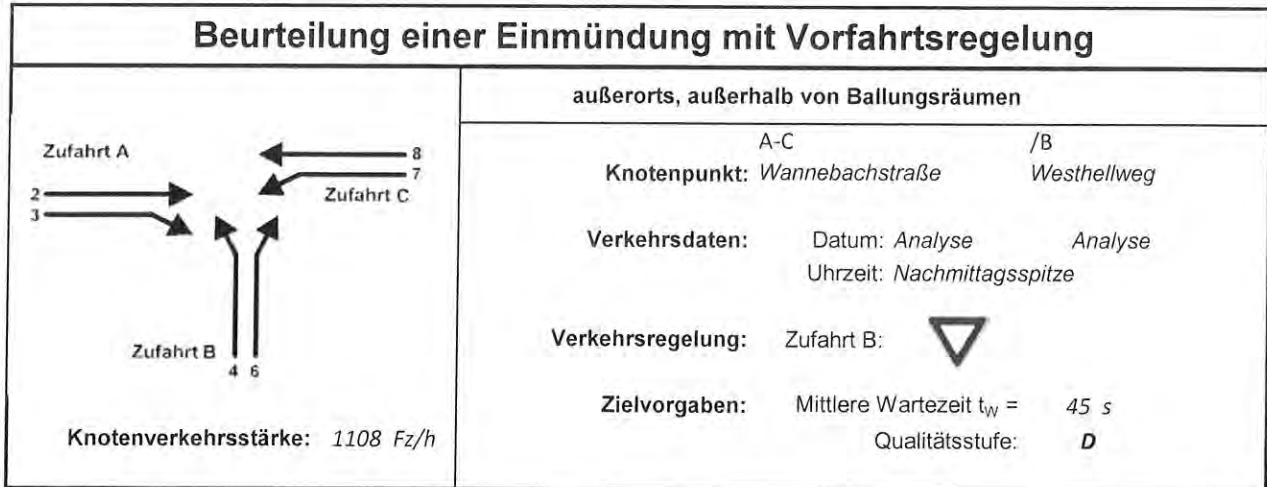 Beurteilung einer Einmündung mit Vorfahrtsregelung
außerorts, außerhalb von Ballungsräumen
Zufahrt A
8
7
Zufahrt C
2
3
Zufahrt B
4 6
Knotenverkehrsstärke: 1108 Fz/h
A-C /B
Knotenpunkt: Wannebachstraße Westhellweg
Verkehrsdaten: Datum: Analyse Analyse
Uhrzeit: Nachmittagsspitze
Verkehrsregelung: Zufahrt B:
Zielvorgaben: Mittlere Wartezeit tW = 45 s
Qualitätsstufe: D